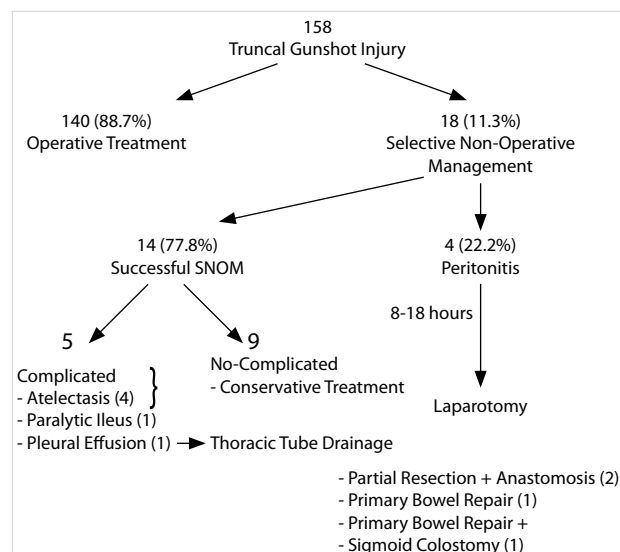 158
Truncal Gunshot Injury
140 (88.7%)
Operative Treatment
18 (11.3%)
Selective Non-Operative
Management
14 (77.8%)
Successful SNOM
4 (22.2%)
Peritonitis
8-18 hours
5
Complicated
- Atelectasis (4)
- Paralytic Ileus (1)
- Pleural Effusion (1)
Thoracic Tube Drainage
9
No-Complicated
- Conservative Treatment
Laparotomy
- Partial Resection + Anastomosis (2)
- Primary Bowel Repair (1)
- Primary Bowel Repair +
- Sigmoid Colostomy (1)